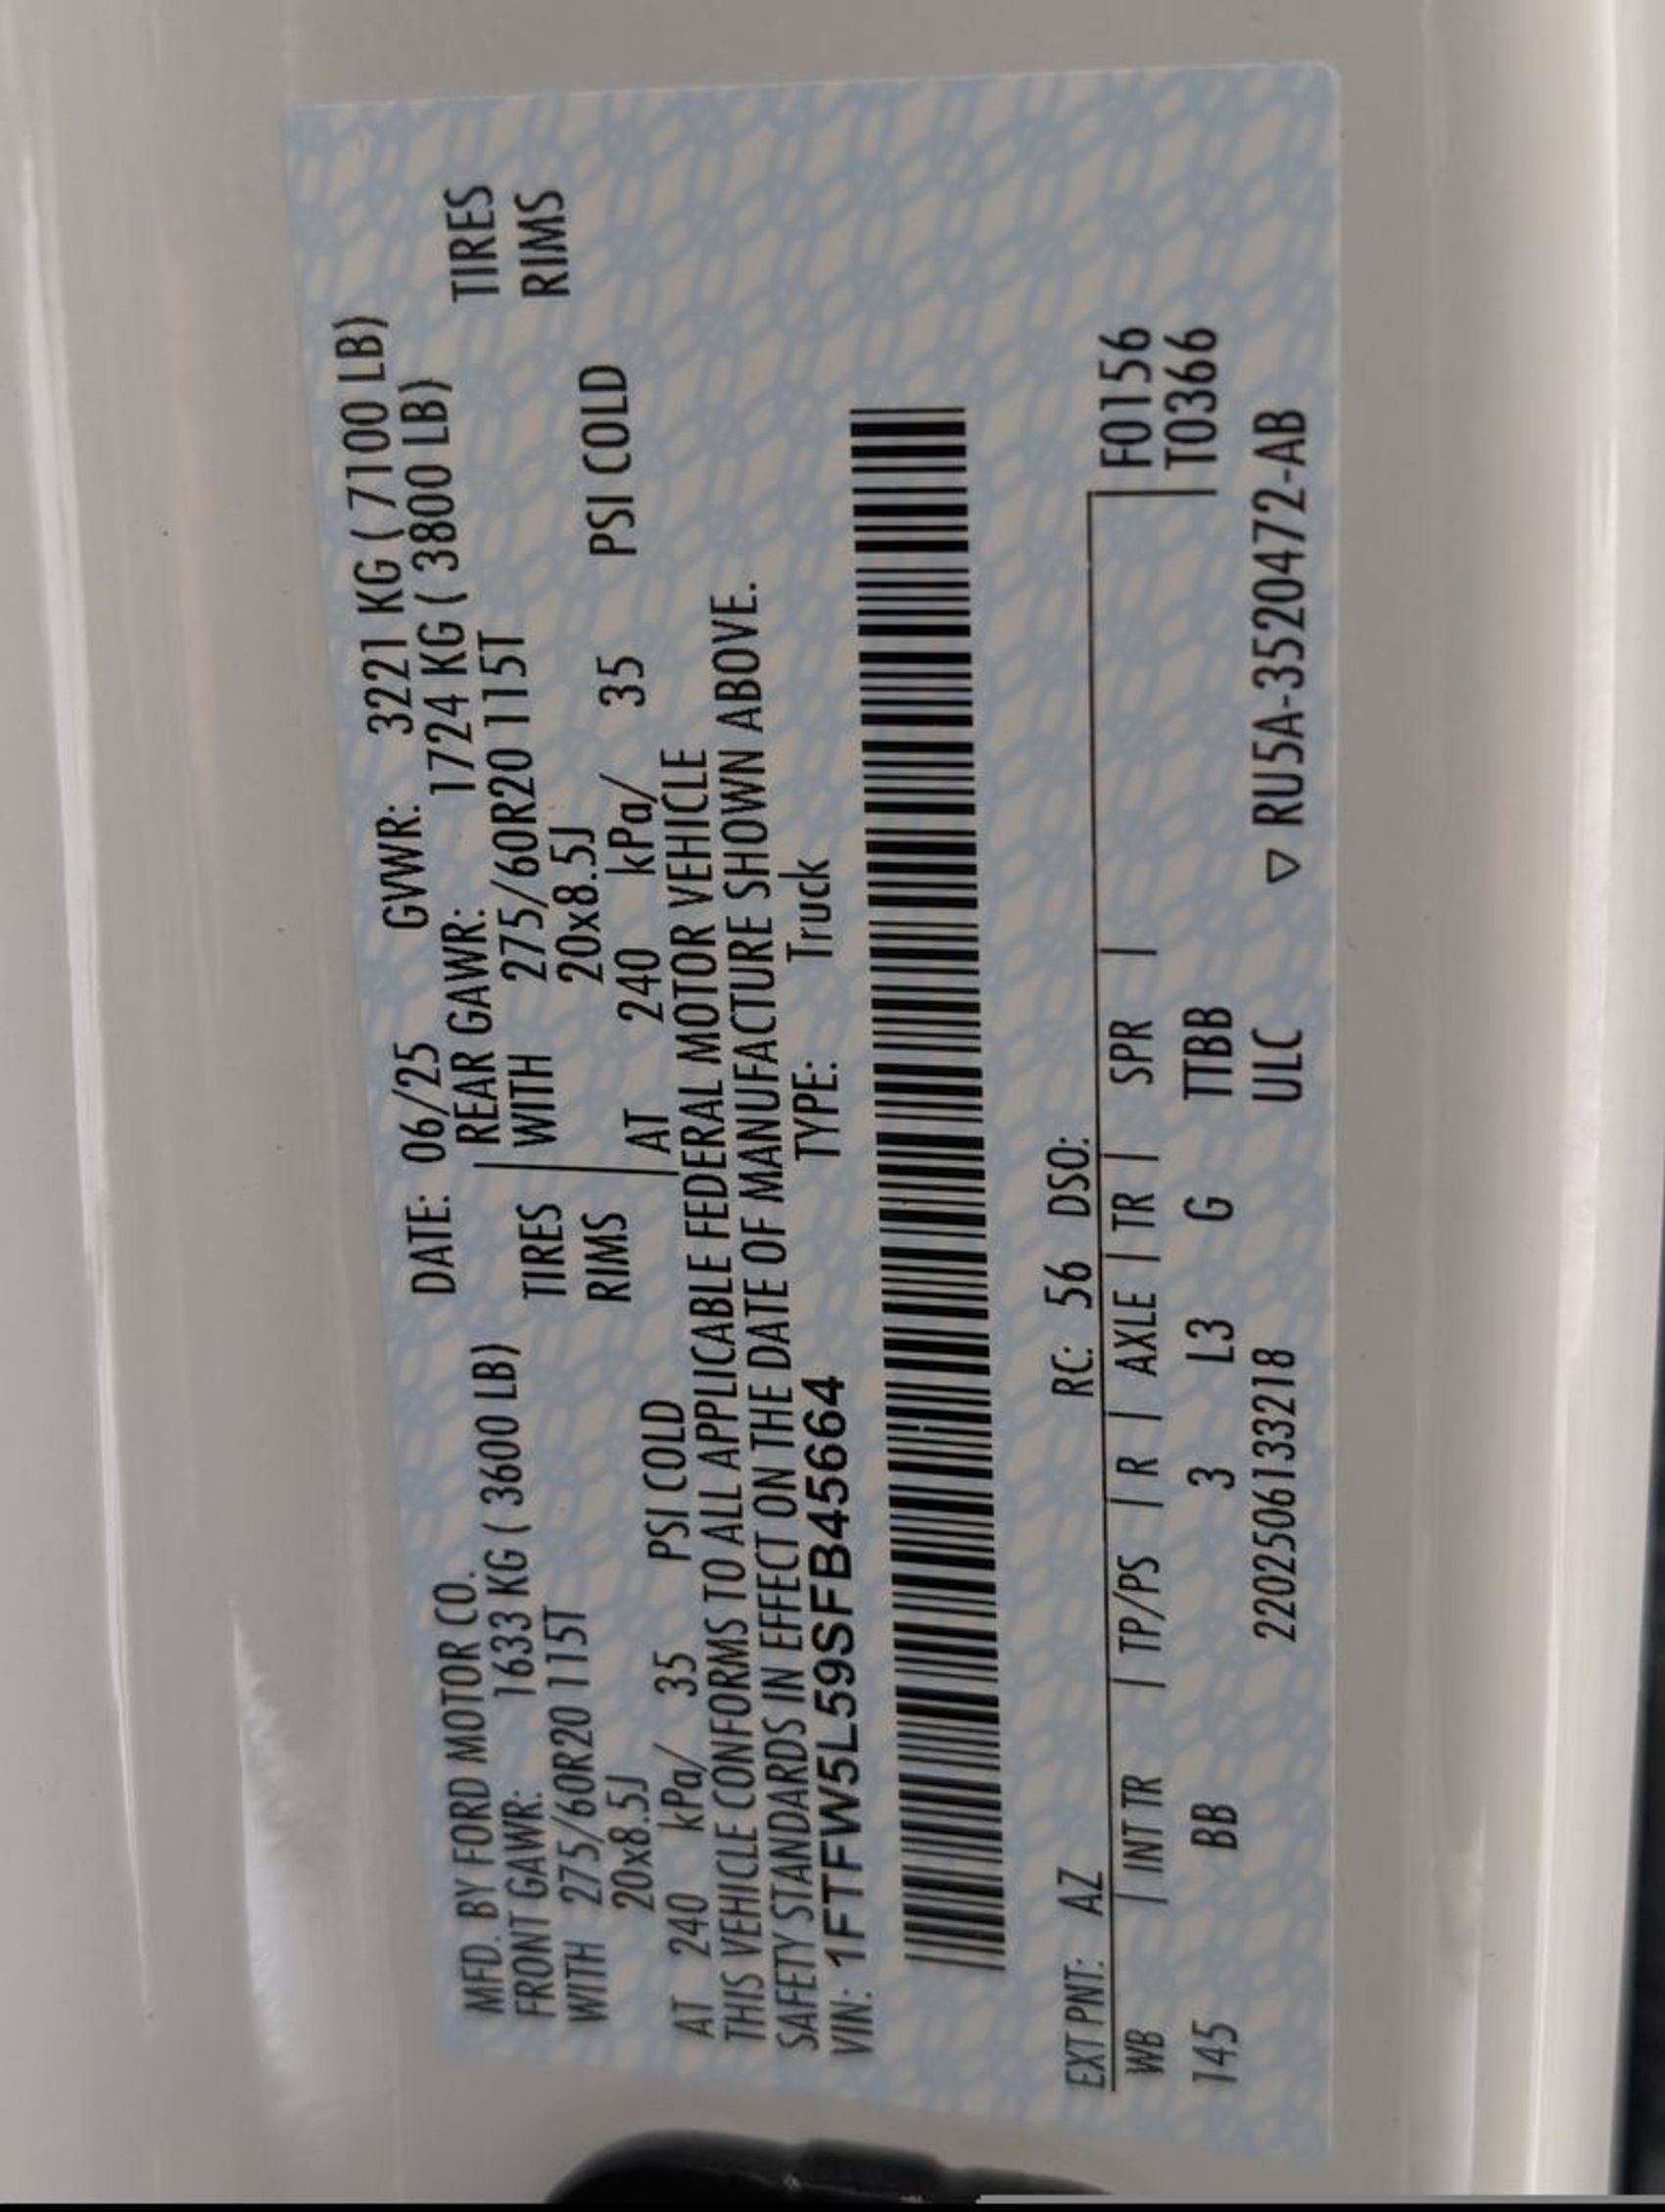 MFD. BY FORD MOTOR CO. DATE: 06/25 GVWR: 3221 KG ( 7100 LB)
FRONT GAWR: 1633 KG ( 3600 LB) REAR GAWR: 1724 KG ( 3800 LB)
WITH 275/60R20 115T TIRES WITH 275/60R20 115T TIRES
20x8.5J RIMS 20x8.5J RIMS
AT 240 kPa/ 35 PSI COLD AT 240 kPa/ 35 PSI COLD
THIS VEHICLE CONFORMS TO ALL APPLICABLE FEDERAL MOTOR VEHICLE
SAFETY STANDARDS IN EFFECT ON THE DATE OF MANUFACTURE SHOWN ABOVE.
VIN: 1FTFW5L59SFB45664 TYPE: Truck
EXT PNT: AZ RC: 56 DSO:
WB | INT TR | TP/PS | R | AXLE | TR | SPR | F0156
145 BB 3 L3 G TTBB T0366
220250613321​8 ULC ▽ RU5A-3520472-AB